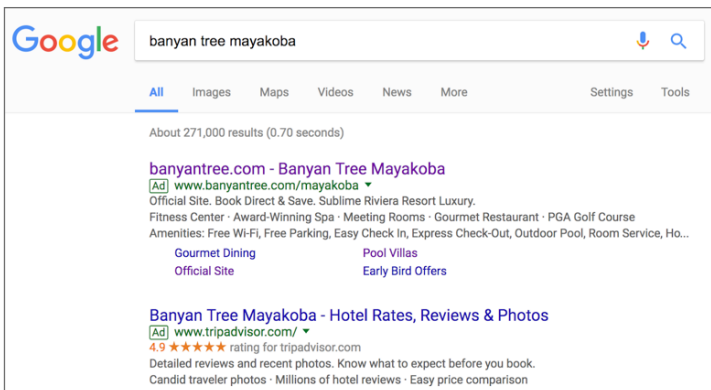 Google
banyan tree mayakoba
All Images Maps Videos News More Settings Tools
About 271,000 results (0.70 seconds)
banyantree.com - Banyan Tree Mayakoba
Ad www.banyantree.com/mayakoba
Official Site. Book Direct & Save. Sublime Riviera Resort Luxury.
Fitness Center · Award-Winning Spa · Meeting Rooms · Gourmet Restaurant · PGA Golf Course
Amenities: Free Wi-Fi, Free Parking, Easy Check In, Express Check-Out, Outdoor Pool, Room Service, Ho...
Gourmet Dining Pool Villas
Official Site Early Bird Offers
Banyan Tree Mayakoba - Hotel Rates, Reviews & Photos
Ad www.tripadvisor.com/
4.9 ★★★★★ rating for tripadvisor.com
Detailed reviews and recent photos. Know what to expect before you book.
Candid traveler photos · Millions of hotel reviews · Easy price comparison